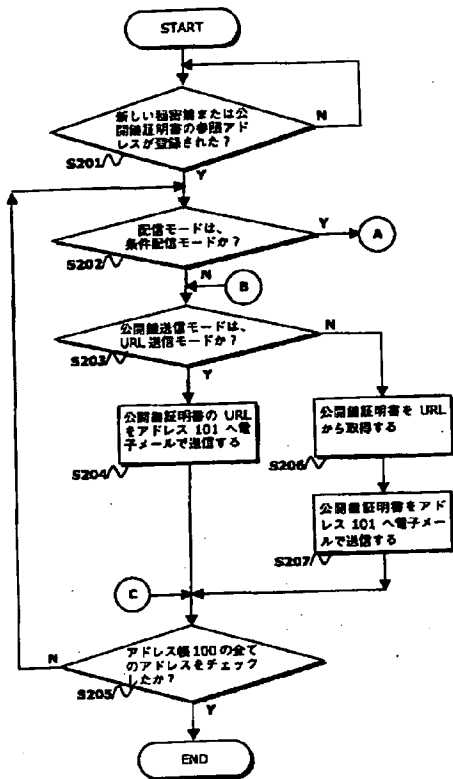 START
新しい秘密鍵または公
開鍵証明書の参照アド
レスが登録された？
N
S201
Y
配信モードは、
条件配信モードか？
Y
A
S202
N
B
公開鍵送信モードは、
URL 送信モードか？
N
S203
Y
公開鍵証明書の URL
をアドレス 101 へ電
子メールで送信する
S204
公開鍵証明書を URL
から取得する
S206
公開鍵証明書をアド
レス 101 へ電子メー
ルで送信する
S207
C
アドレス帳100の全て
のアドレスをチェック
したか？
N
S205
Y
END